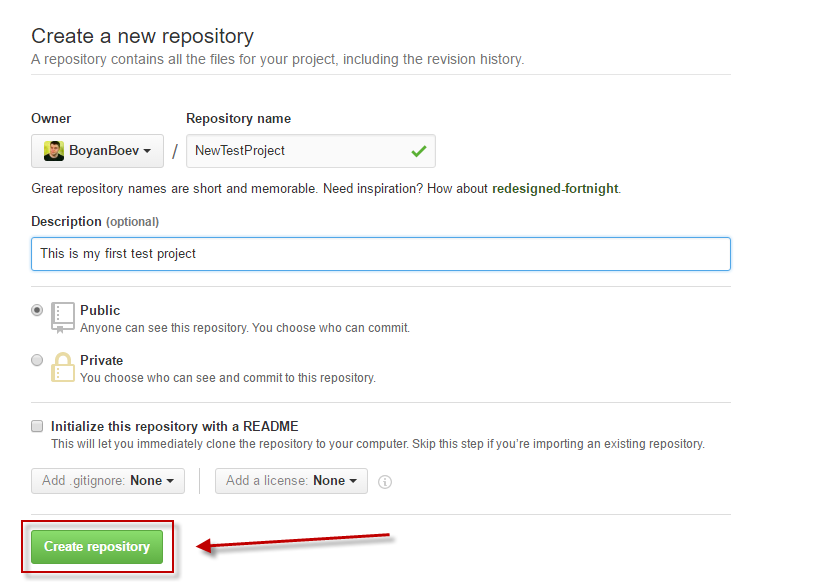 Create a new repository
A repository contains all the files for your project, including the revision history.
Owner Repository name
BoyanBoev / NewTestProject
Great repository names are short and memorable. Need inspiration? How about redesigned-fortnight.
Description (optional)
This is my first test project
Public
Anyone can see this repository. You choose who can commit.
Private
You choose who can see and commit to this repository.
Initialize this repository with a README
This will let you immediately clone the repository to your computer. Skip this step if you’re importing an existing repository.
Add .gitignore: None Add a license: None
Create repository